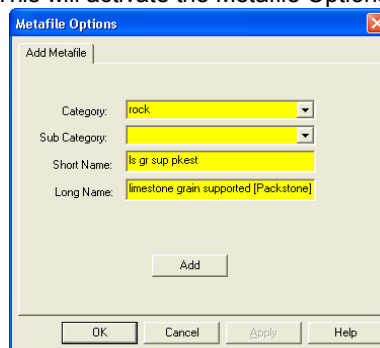 This will activate the Metafile Options
Metafile Options
Add Metafile
Category: rock
Sub Category:
Short Name: ls gr sup pkest
Long Name: limestone grain supported [Packstone]
Add
OK Cancel Apply Help